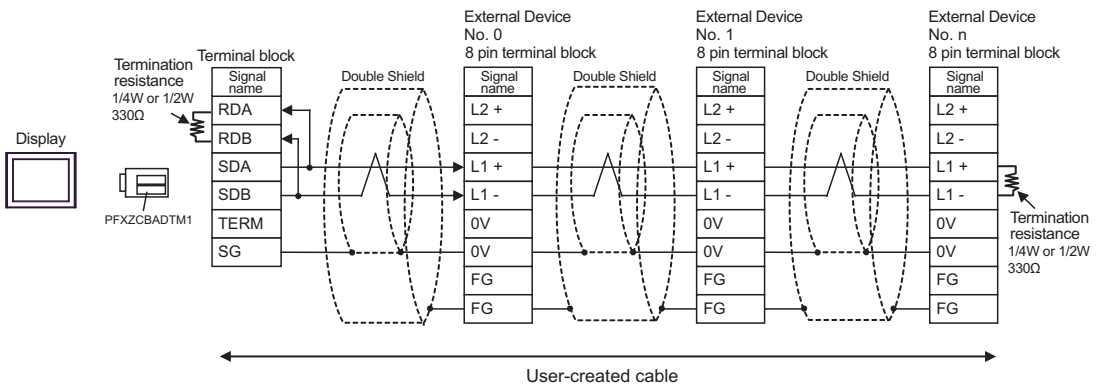 Display
PFXZCBADTM1
Termination
resistance
1/4W or 1/2W
330Ω
Terminal block
Signal
name
RDA
RDB
SDA
SDB
TERM
SG
Double Shield
External Device
No. 0
8 pin terminal block
Signal
name
L2 +
L2 -
L1 +
L1 -
0V
0V
FG
FG
Double Shield
External Device
No. 1
8 pin terminal block
Signal
name
L2 +
L2 -
L1 +
L1 -
0V
0V
FG
FG
Double Shield
External Device
No. n
8 pin terminal block
Signal
name
L2 +
L2 -
L1 +
L1 -
0V
0V
FG
FG
Termination
resistance
1/4W or 1/2W
330Ω
User-created cable